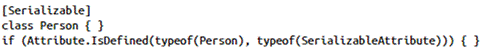 [Serializable]
class Person { }
if (Attribute.IsDefined(typeof(Person), typeof(SerializableAttribute))) { }